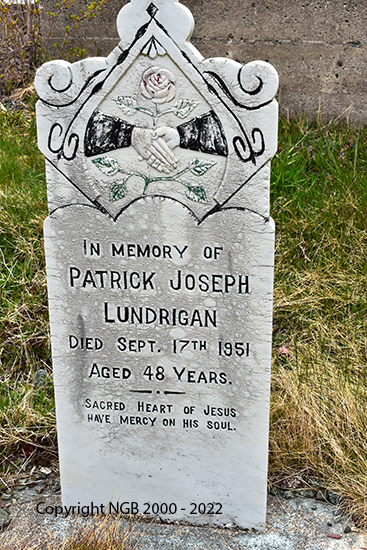 In memory of
Patrick Joseph
Lundrigan
Died Sept. 17th 1951
Aged 48 Years.
Sacred Heart of Jesus
have mercy on his soul.
Copyright NGB 2000 - 2022